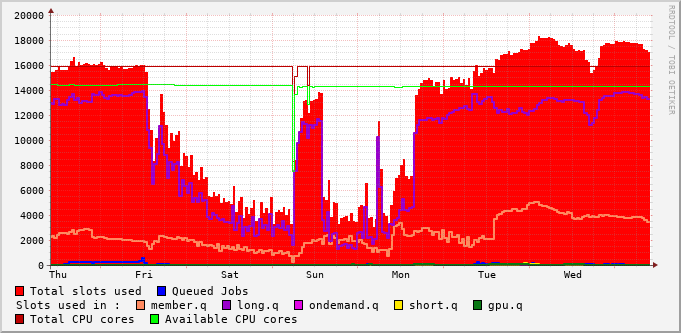 20000
18000
16000
14000
12000
10000
8000
6000
4000
2000
0
Thu Fri Sat Sun Mon Tue Wed
Total slots used Queued Jobs
Slots used in : member.q long.q ondemand.q short.q gpu.q
Total CPU cores Available CPU cores
RRDTOOL / TOBI OETIKER